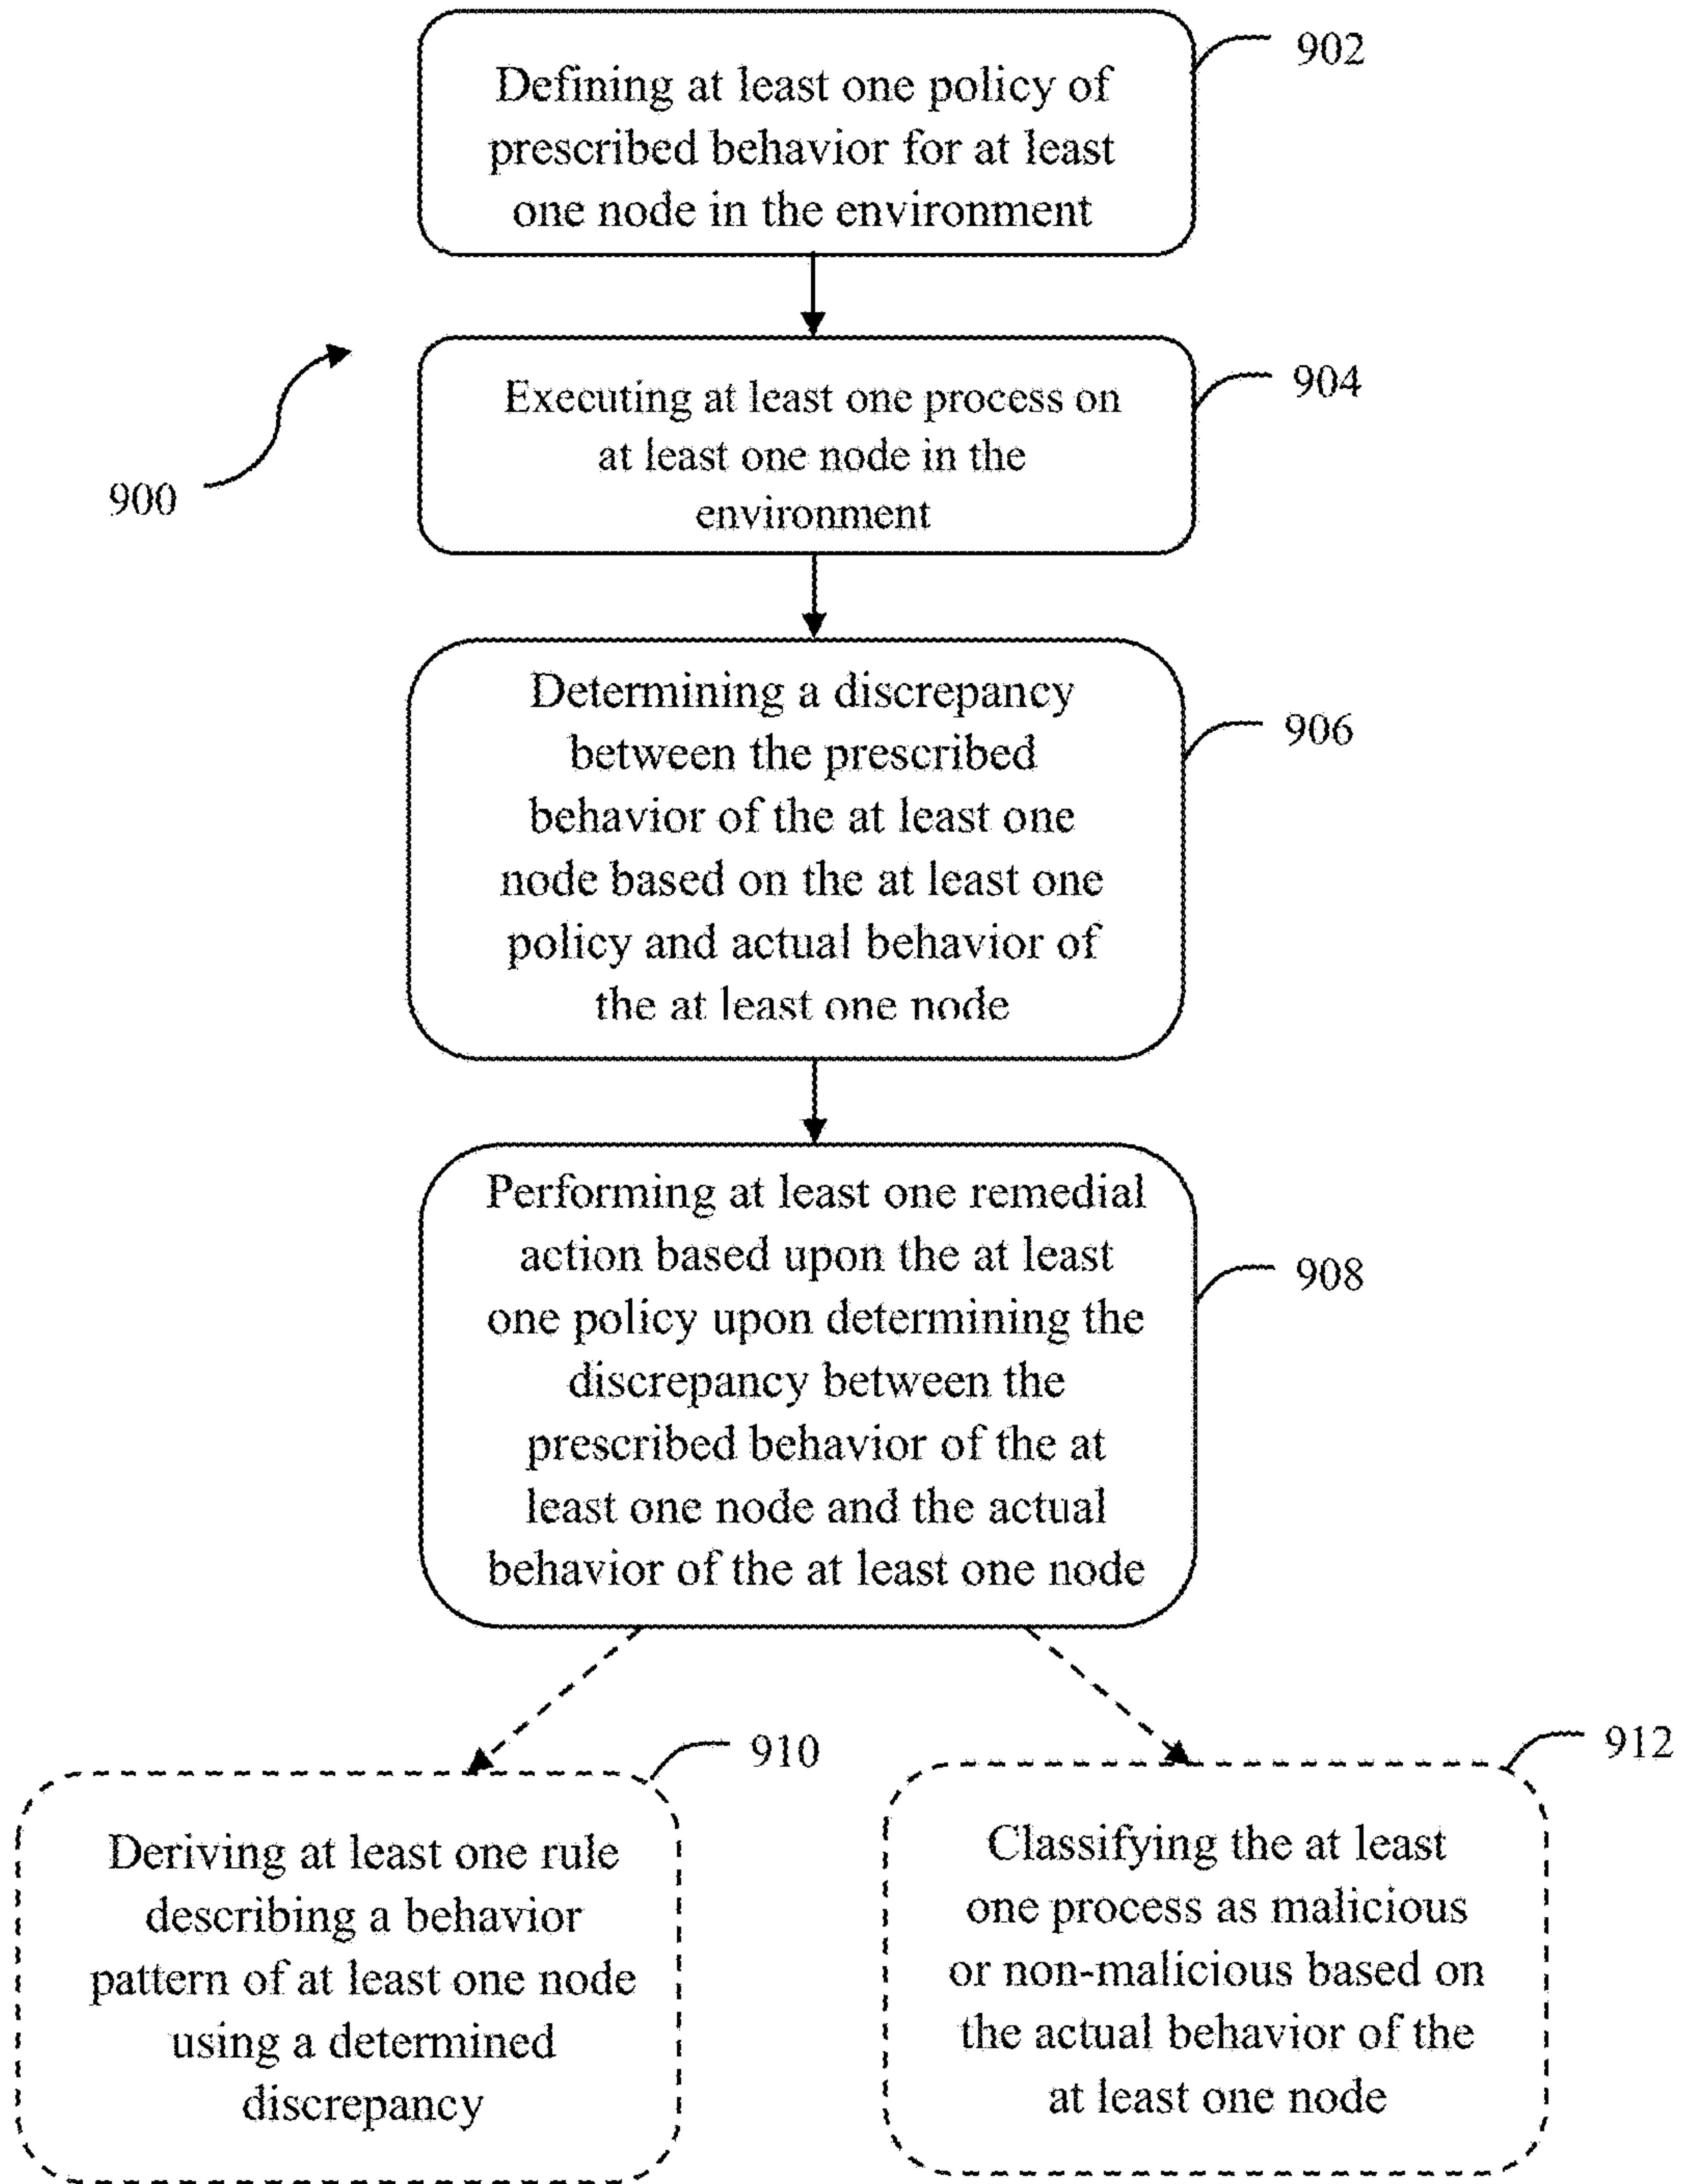 Defining at least one policy of
prescribed behavior for at least
one node in the environment
902
Executing at least one process on
at least one node in the
environment
904
900
Determining a discrepancy
between the prescribed
behavior of the at least one
node based on the at least one
policy and actual behavior of
the at least one node
906
Performing at least one remedial
action based upon the at least
one policy upon determining the
discrepancy between the
prescribed behavior of the at
least one node and the actual
behavior of the at least one node
908
Deriving at least one rule
describing a behavior
pattern of at least one node
using a determined
discrepancy
910
Classifying the at least
one process as malicious
or non-malicious based on
the actual behavior of the
at least one node
912